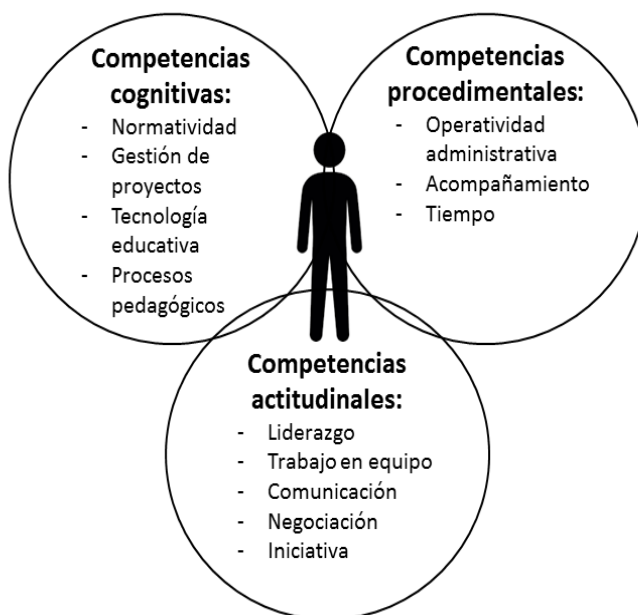 Competencias
cognitivas:
- Normatividad
- Gestión de
proyectos
- Tecnología
educativa
- Procesos
pedagógicos
Competencias
procedimentales:
- Operatividad
administrativa
- Acompañamiento
- Tiempo
Competencias
actitudinales:
- Liderazgo
- Trabajo en equipo
- Comunicación
- Negociación
- Iniciativa